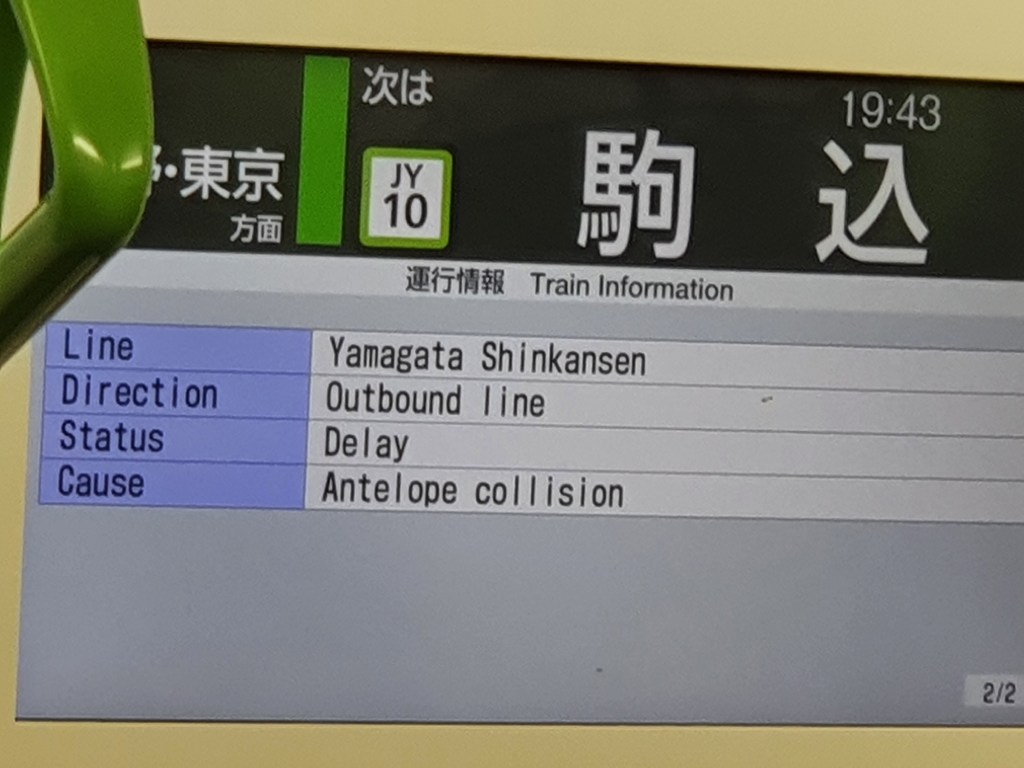 次は
19:43
・東京
方面
JY
10
駒込
運行情報 Train Information
Line Yamagata Shinkansen
Direction Outbound line
Status Delay
Cause Antelope collision
2/2